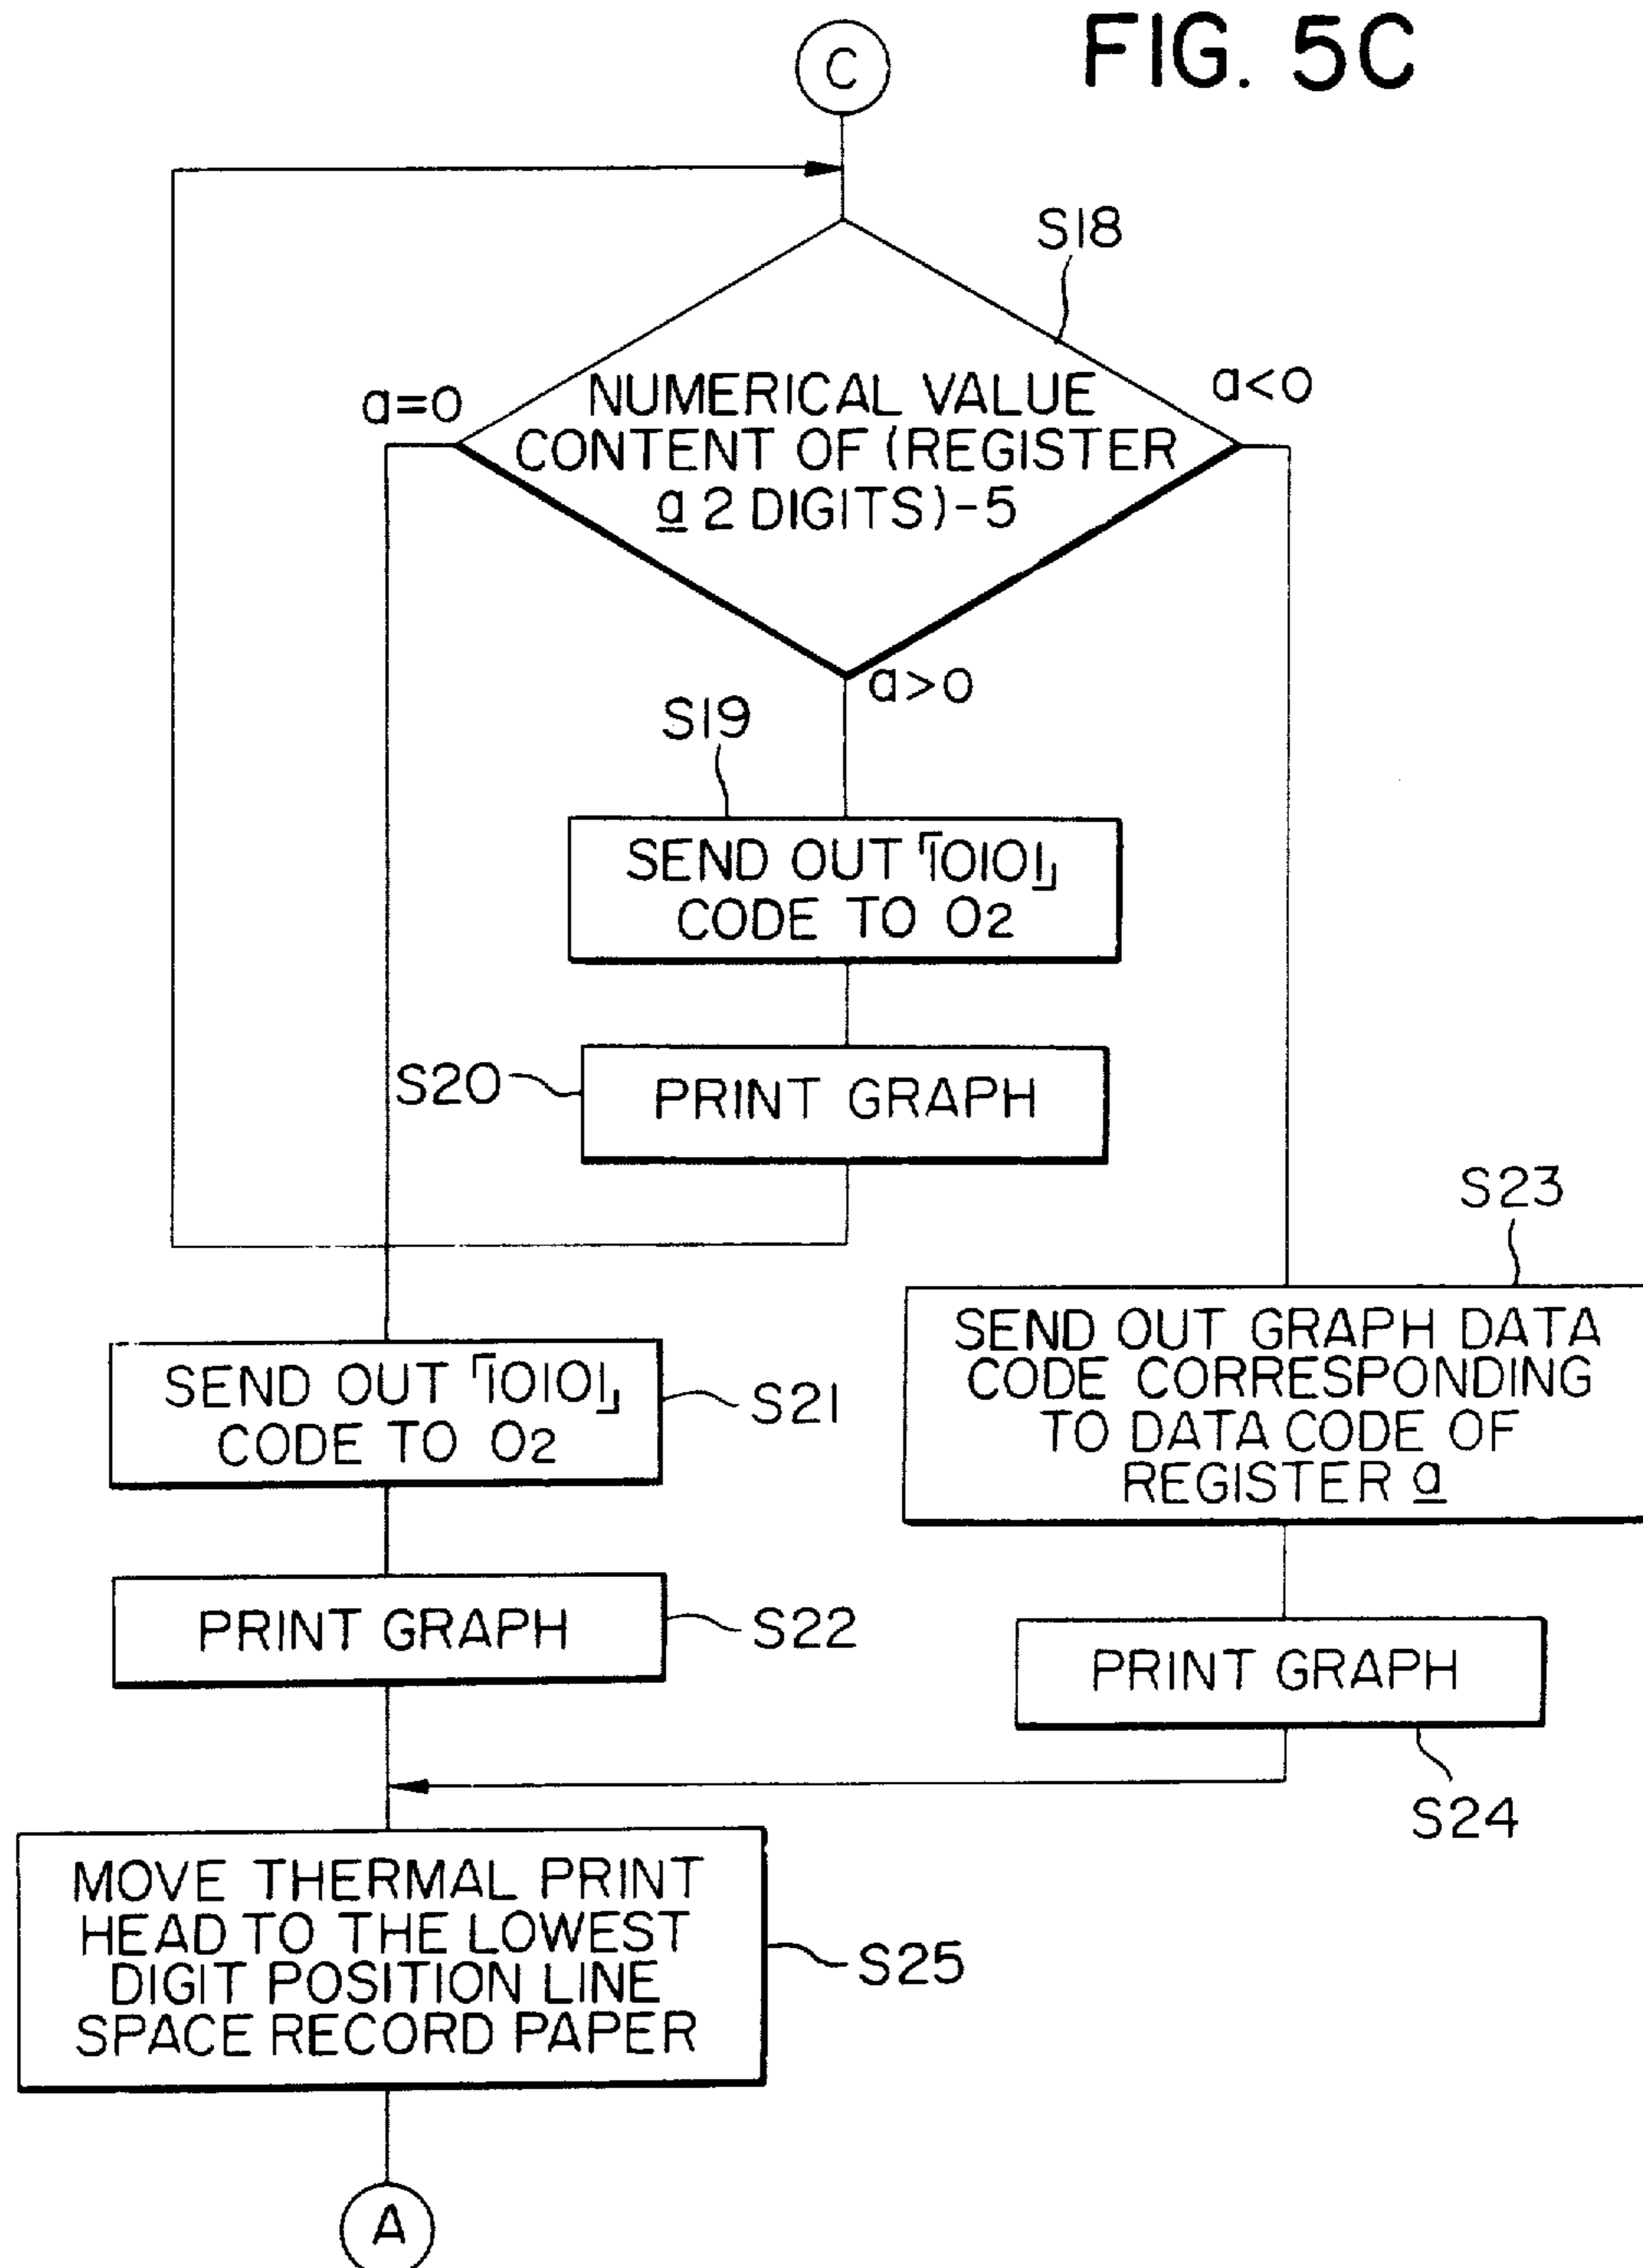 FIG. 5C
C
S18
a=0
a<0
NUMERICAL VALUE
CONTENT OF (REGISTER
a 2 DIGITS)-5
a>0
S19
SEND OUT「10101」
CODE TO O2
S20
PRINT GRAPH
S23
SEND OUT「10101」
CODE TO O2
S21
SEND OUT GRAPH DATA
CODE CORRESPONDING
TO DATA CODE OF
REGISTER a
PRINT GRAPH
S22
PRINT GRAPH
S24
MOVE THERMAL PRINT
HEAD TO THE LOWEST
DIGIT POSITION LINE
SPACE RECORD PAPER
S25
A